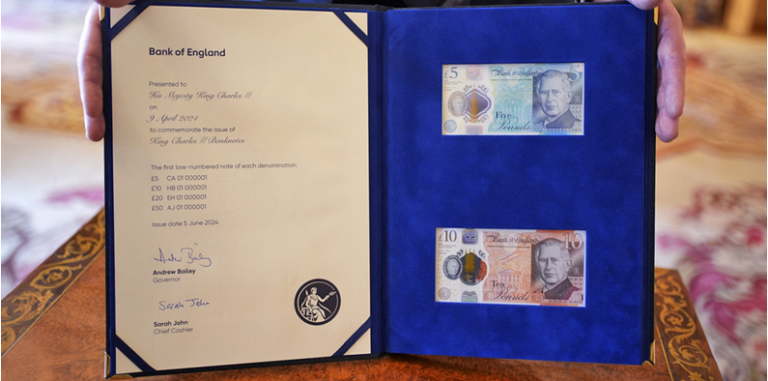 Bank of England
Presented to
His Majesty King Charles III
on
9 April 2024
to commemorate the issue of
King Charles III Banknotes
The first low-numbered note of each denomination:
£5 CA 01 000001
£10 HB 01 000001
£20 EH 01 000001
£50 AJ 01 000001
Issue date 5 June 2024
Andrew Bailey
Governor
Sarah John
Sarah John
Chief Cashier
£5
Bank of England
5
Five
Pounds
£10
Bank of England
10
Ten
Pounds